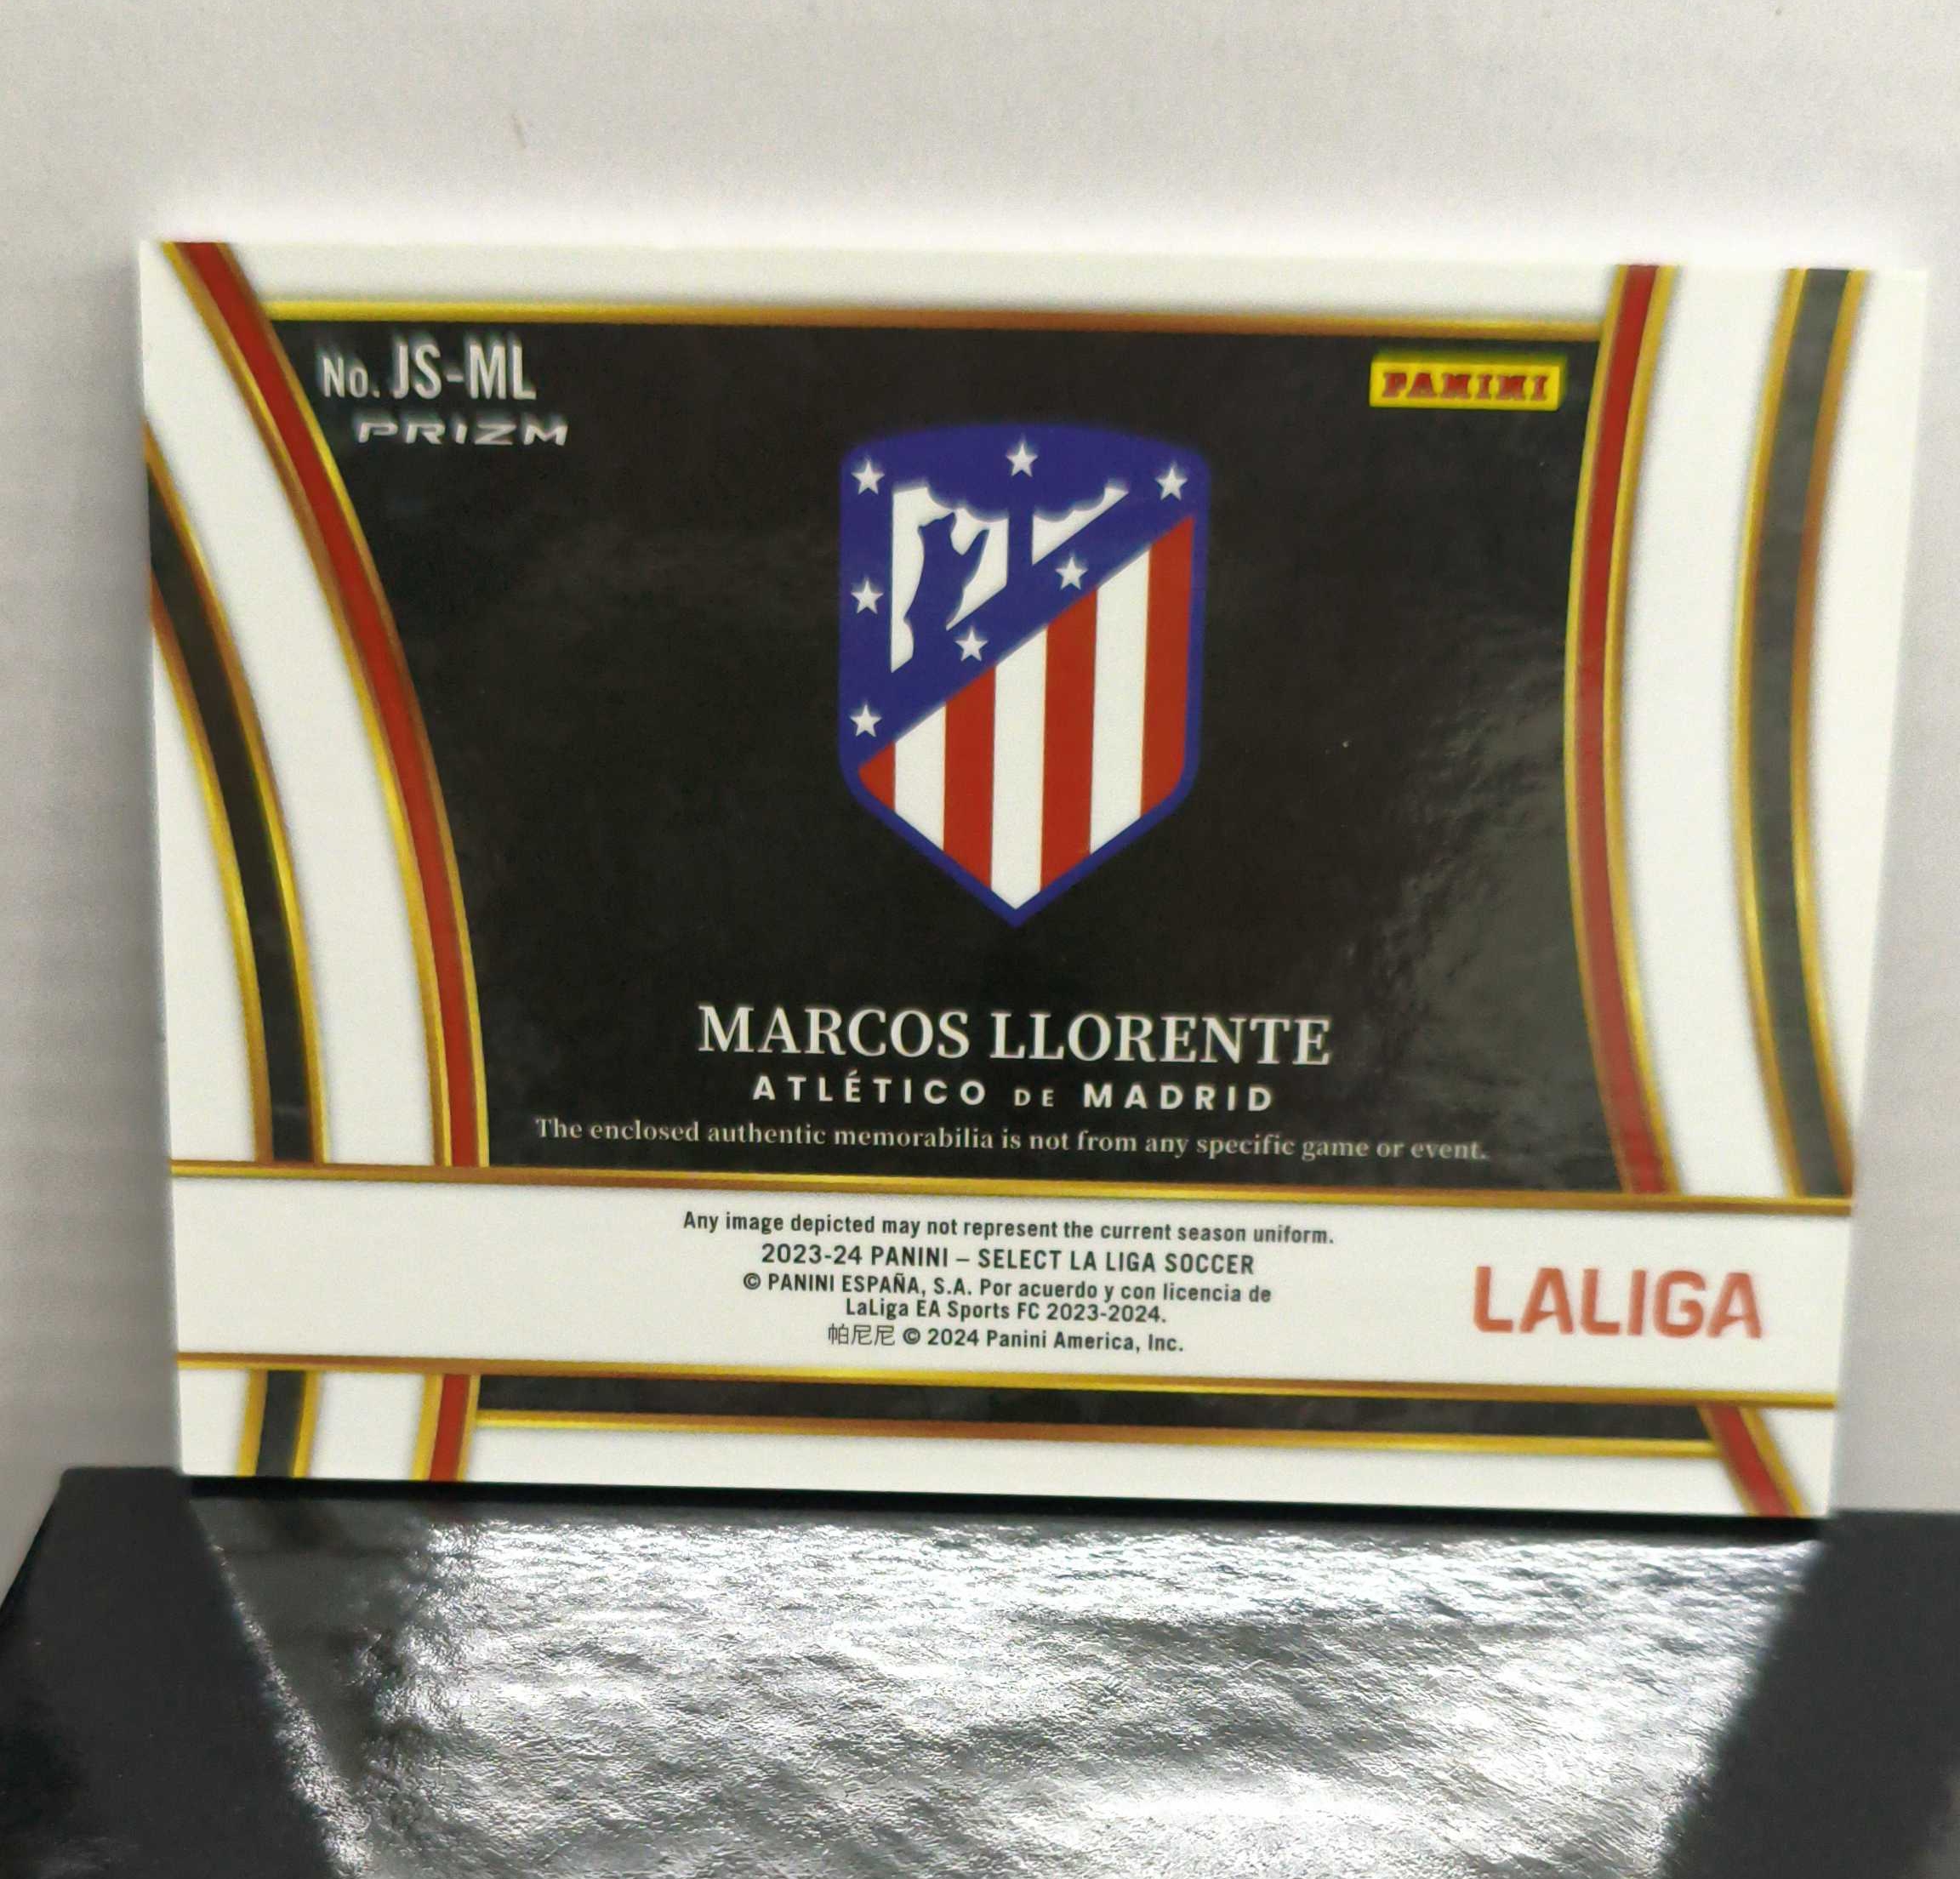 No. JS-ML
PRIZM
PANINI
MARCOS LLORENTE
ATLÉTICO DE MADRID
The enclosed authentic memorabilia is not from any specific game or event.
Any image depicted may not represent the current season uniform.
2023-24 PANINI – SELECT LA LIGA SOCCER
© PANINI ESPAÑA, S.A. Por acuerdo y con licencia de
LaLiga EA Sports FC 2023-2024.
帕尼尼 © 2024 Panini America, Inc.
LALIGA